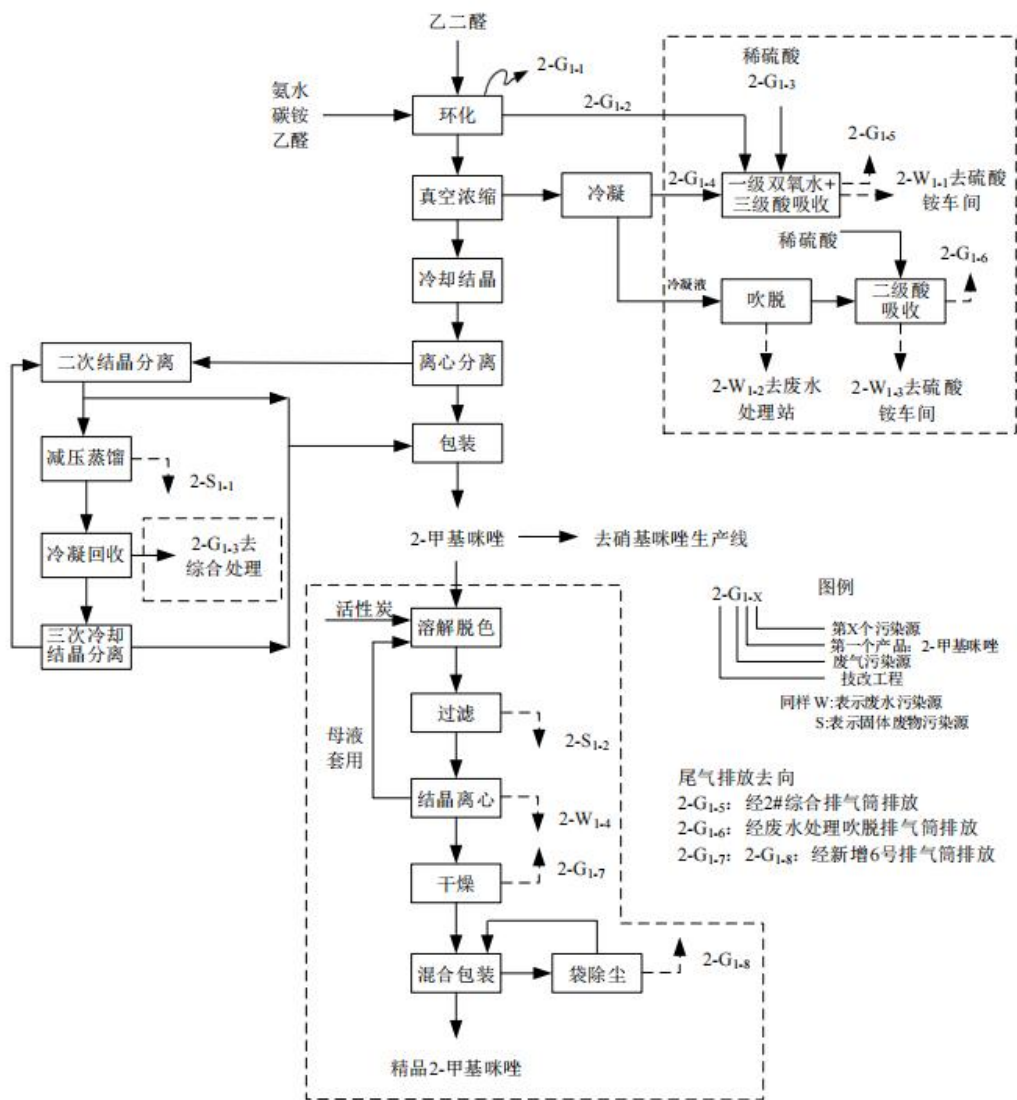 乙二醛
2-G1-1
氨水
碳铵
乙醛
环化
2-G1-2
稀硫酸
2-G1-3
2-G1-5
真空浓缩
冷凝
2-G1-4
一级双氧水+
三级酸吸收
2-W1-1去硫酸
铵车间
稀硫酸
2-G1-6
冷却结晶
冷凝液
吹脱
二级酸
吸收
二次结晶分离
离心分离
2-W1-2去废水
处理站
2-W1-3去硫酸
铵车间
减压蒸馏
2-S1-1
包装
冷凝回收
2-G1-3去
综合处理
2-甲基咪唑
去硝基咪唑生产线
三次冷却
结晶分离
活性炭
溶解脱色
过滤
2-S1-2
母液
套用
结晶离心
2-W1-4
干燥
2-G1-7
混合包装
袋除尘
2-G1-8
精品2-甲基咪唑
图例
2-G1-X
第X个污染源
第一个产品：2-甲基咪唑
废气污染源
技改工程
同样 W:表示废水污染源
S:表示固体废物污染源
尾气排放去向
2-G1-5：经2#综合排气筒排放
2-G1-6：经废水处理吹脱排气筒排放
2-G1-7：2-G1-8：经新增6号排气筒排放